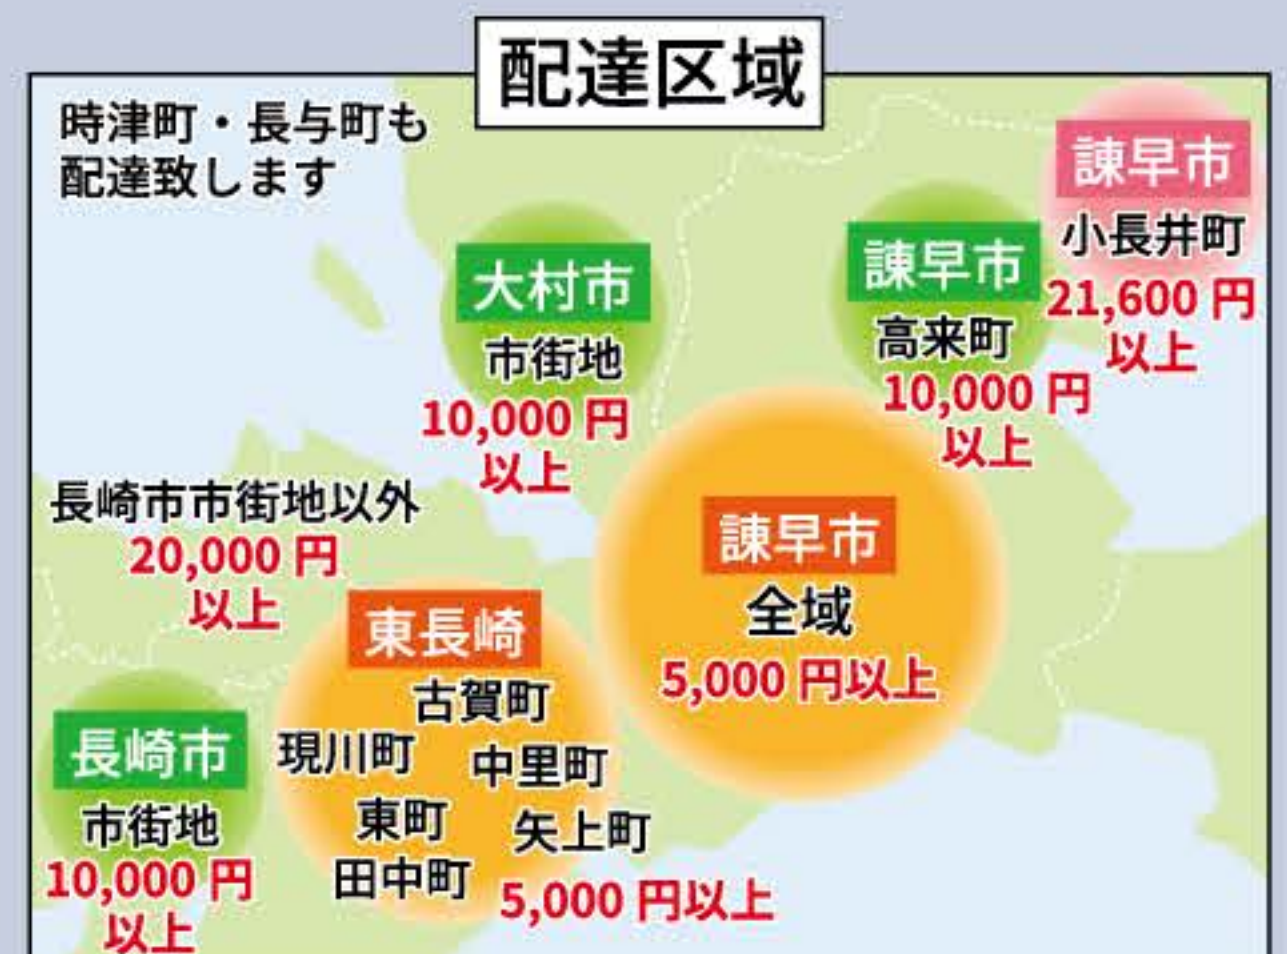 配達区域
時津町・長与町も
配達致します
諫早市
小長井町
21,600 円
以上
諫早市
高来町
10,000 円
以上
大村市
市街地
10,000 円
以上
長崎市市街地以外
20,000 円
以上
諫早市
全域
5,000 円以上
東長崎
古賀町
現川町
中里町
東町
矢上町
田中町
5,000 円以上
長崎市
市街地
10,000 円
以上